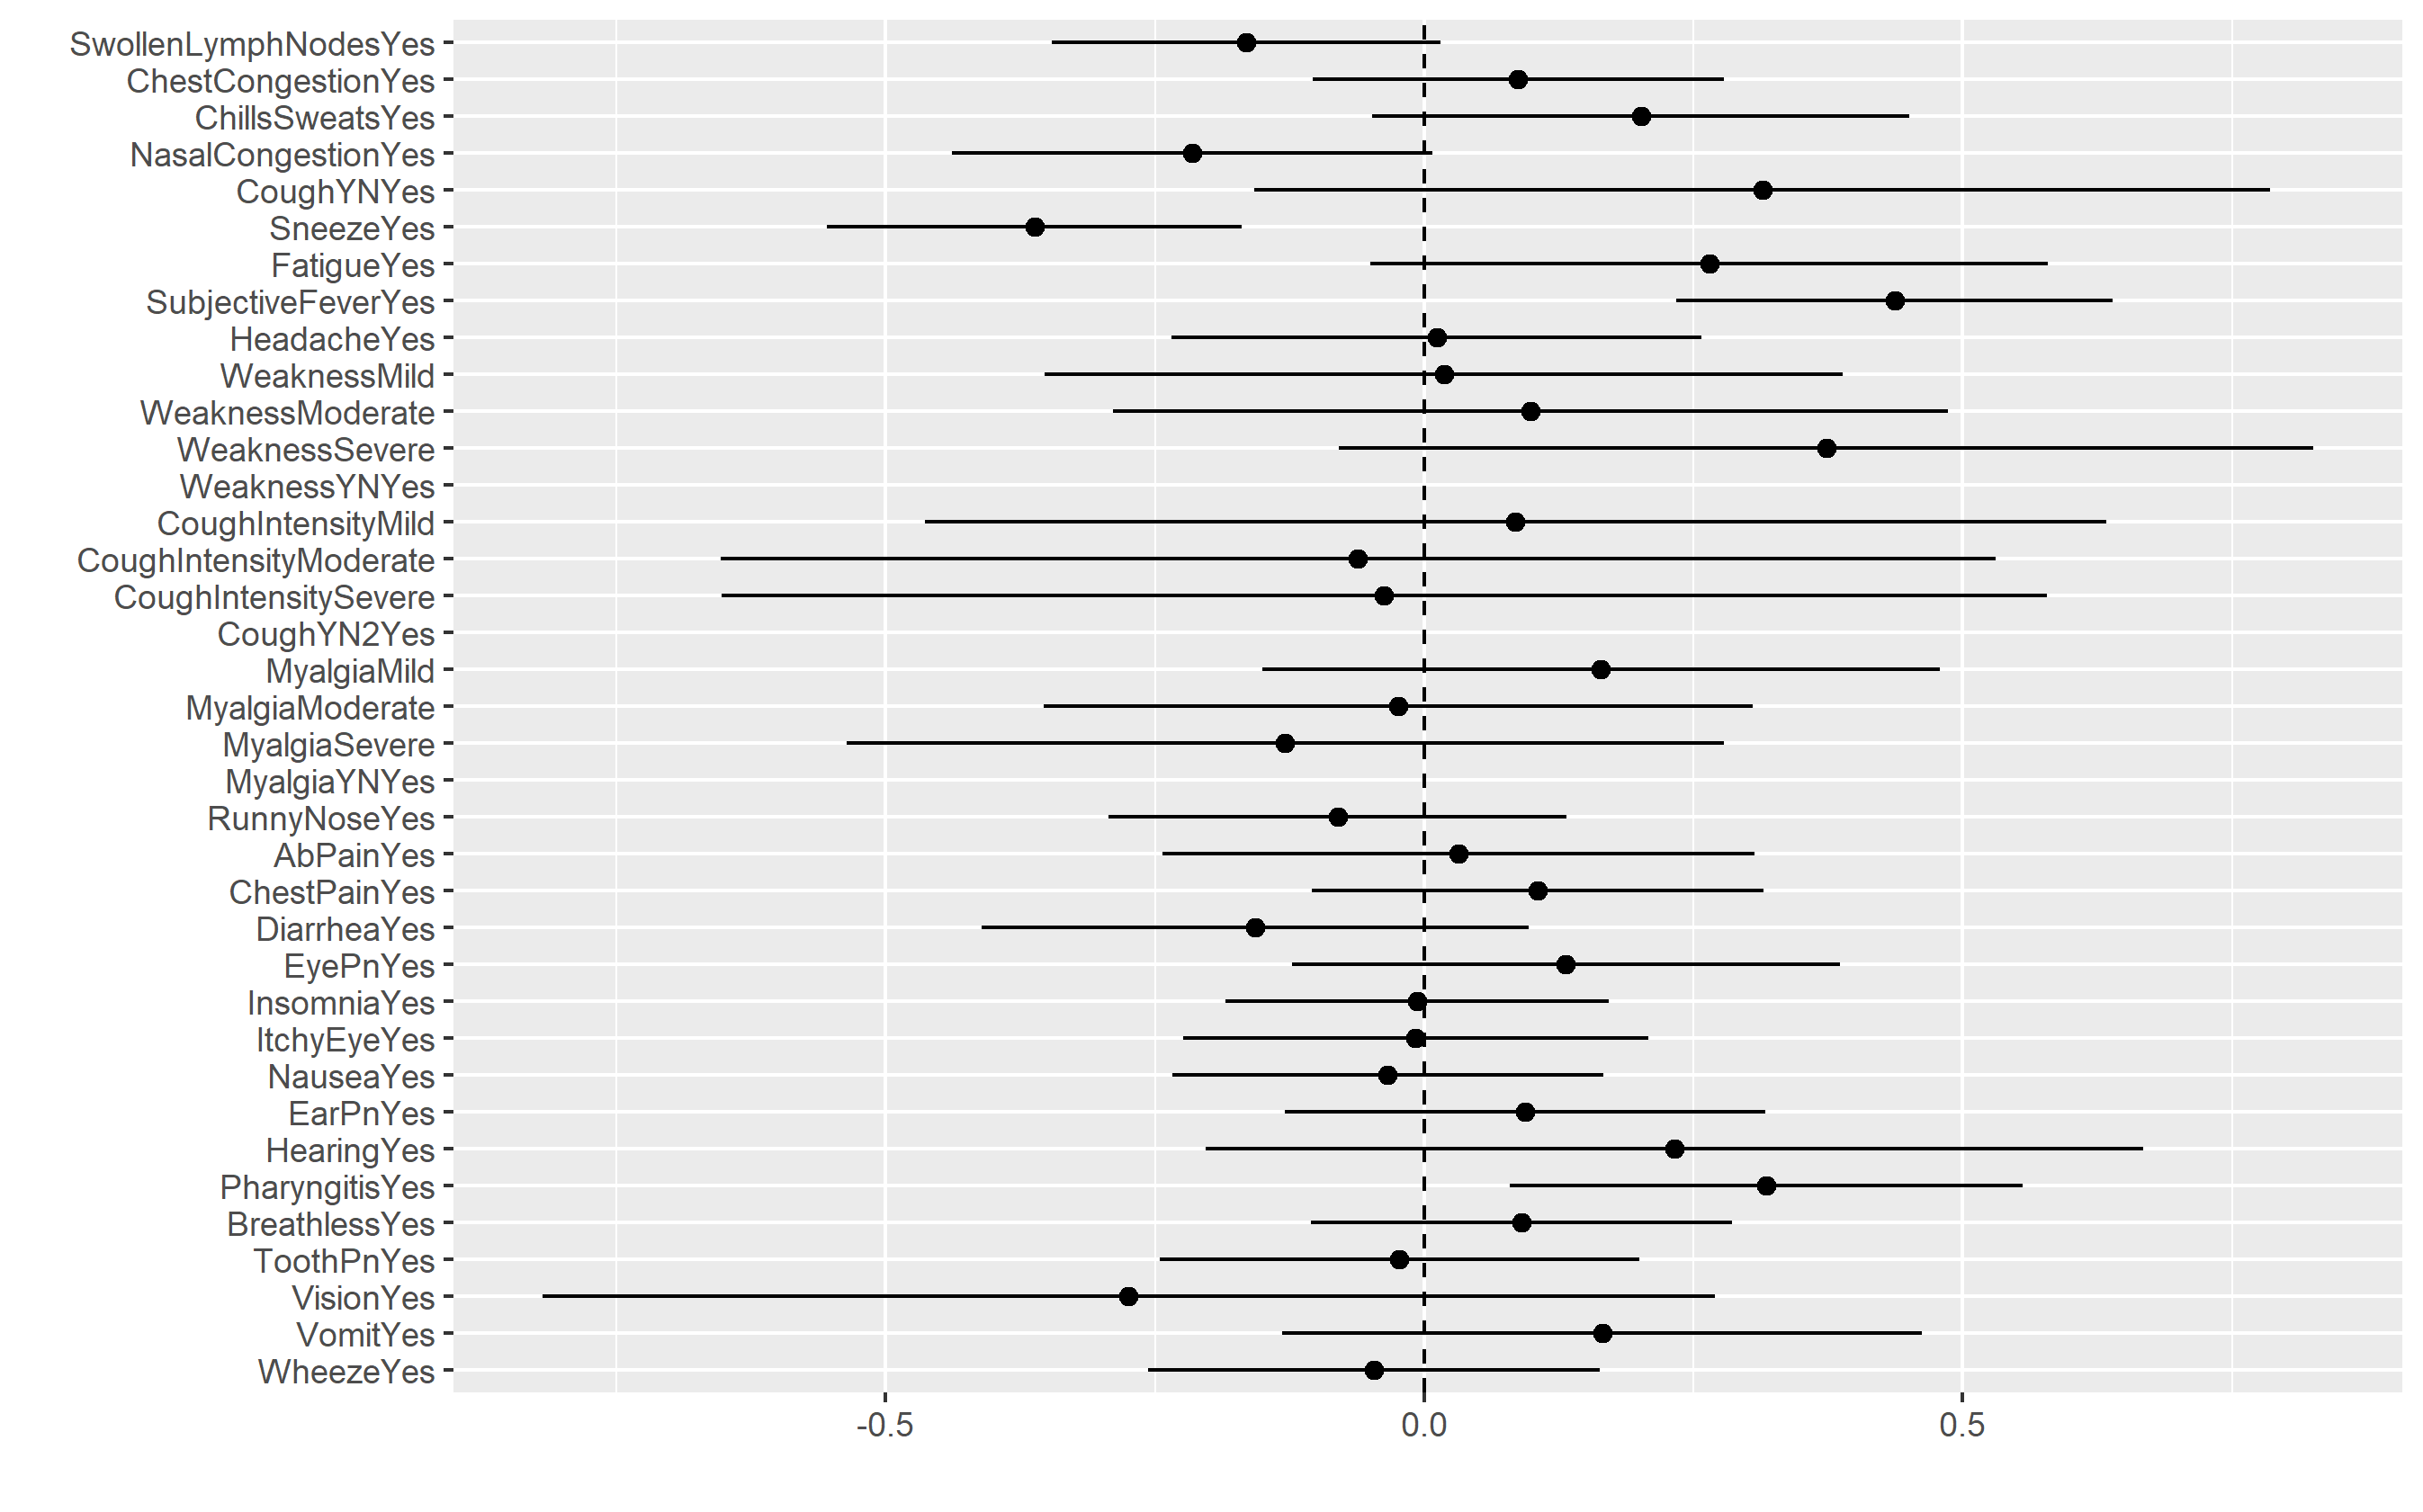 SwollenLymphNodesYes
ChestCongestionYes
ChillsSweatsYes
NasalCongestionYes
CoughYNYes
SneezeYes
FatigueYes
SubjectiveFeverYes
HeadacheYes
WeaknessMild
WeaknessModerate
WeaknessSevere
WeaknessYNYes
CoughIntensityMild
CoughIntensityModerate
CoughIntensitySevere
CoughYN2Yes
MyalgiaMild
MyalgiaModerate
MyalgiaSevere
MyalgiaYNYes
RunnyNoseYes
AbPainYes
ChestPainYes
DiarrheaYes
EyePnYes
InsomniaYes
ItchyEyeYes
NauseaYes
EarPnYes
HearingYes
PharyngitisYes
BreathlessYes
ToothPnYes
VisionYes
VomitYes
WheezeYes
-0.5 0.0 0.5